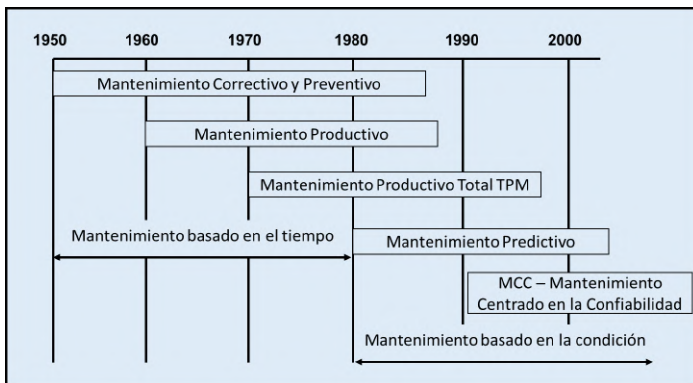 1950 1960 1970 1980 1990 2000
Mantenimiento Correctivo y Preventivo
Mantenimiento Productivo
Mantenimiento Productivo Total TPM
Mantenimiento basado en el tiempo
Mantenimiento Predictivo
MCC – Mantenimiento
Centrado en la Confiabilidad
Mantenimiento basado en la condición